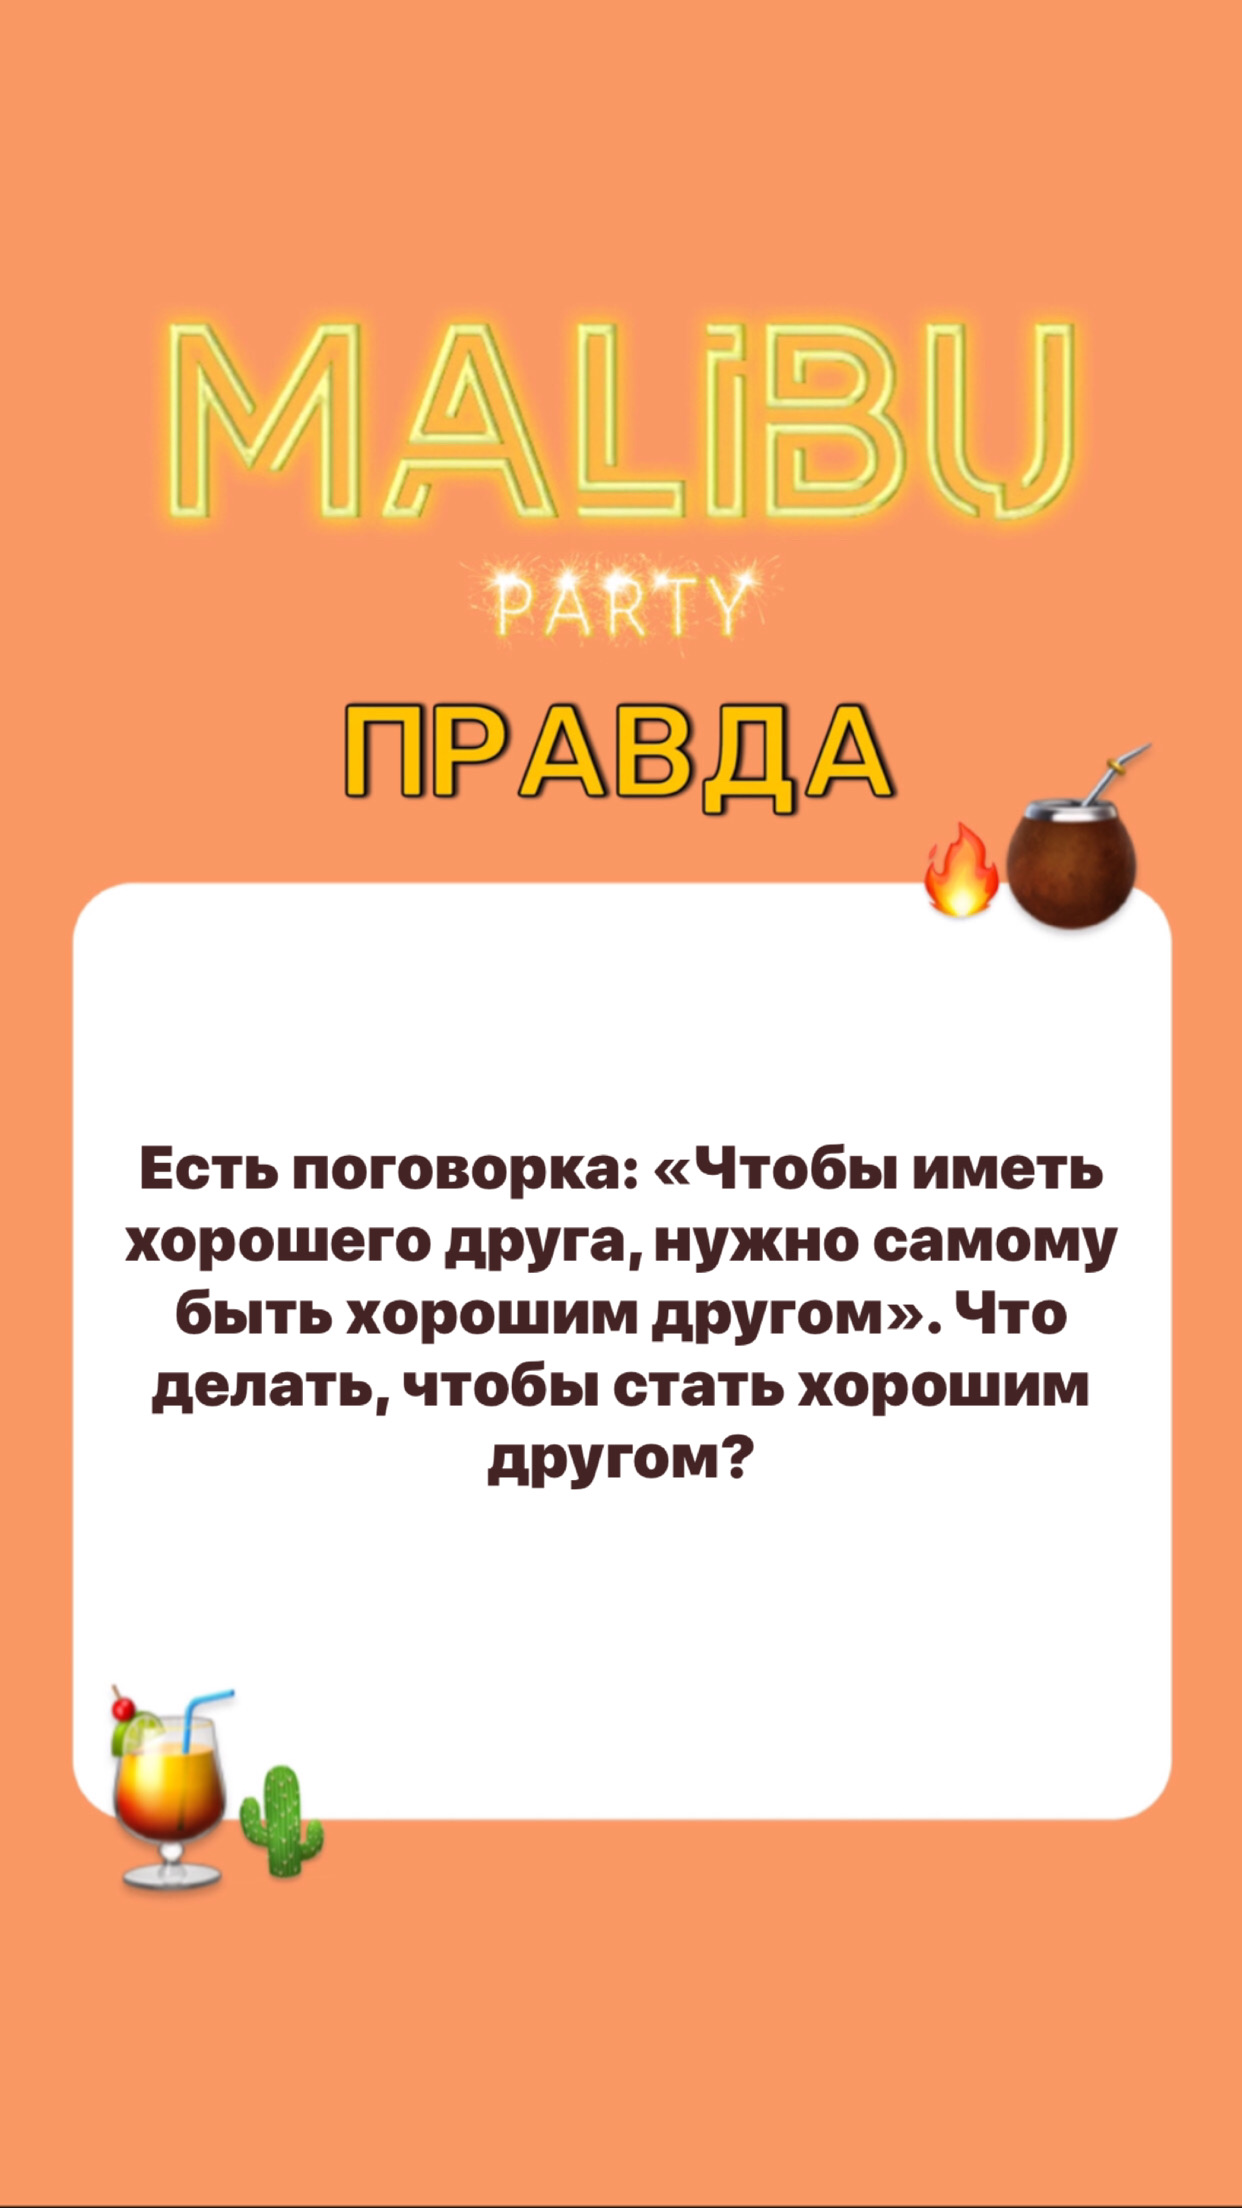 MALiBU
PARTY
ПРАВДА
Есть поговорка: «Чтобы иметь
хорошего друга, нужно самому
быть хорошим другом». Что
делать, чтобы стать хорошим
другом?